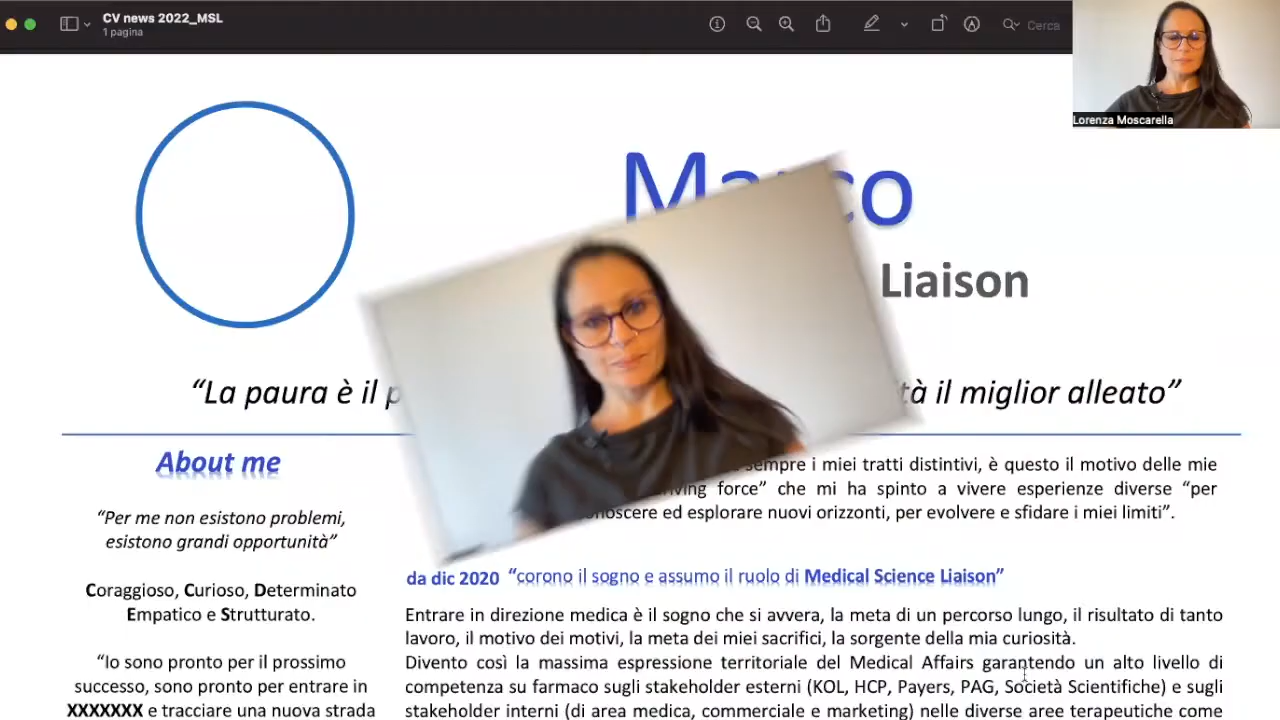 CV news 2022_MSL
1 pagina
Cerca
Lorenza Moscarella
Liaison
“La paura è il
il miglior alleato”
About me
sempre i miei tratti distintivi, è questo il motivo delle mie
force” che mi ha spinto a vivere esperienze diverse “per
ed esplorare nuovi orizzonti, per evolvere e sfidare i miei limiti”.
“Per me non esistono problemi,
esistono grandi opportunità”
Coraggioso, Curioso, Determinato
Empatico e Strutturato.
“Io sono pronto per il prossimo
successo, sono pronto per entrare in
XXXXXXX e tracciare una nuova strada
da dic 2020 “corono il sogno e assumo il ruolo di Medical Science Liaison”
Entrare in direzione medica è il sogno che si avvera, la meta di un percorso lungo, il risultato di tanto
lavoro, il motivo dei motivi, la meta dei miei sacrifici, la sorgente della mia curiosità.
Divento così la massima espressione territoriale del Medical Affairs garantendo un alto livello di
competenza su farmaco sugli stakeholder esterni (KOL, HCP, Payers, PAG, Società Scientifiche) e sugli
stakeholder interni (di area medica, commerciale e marketing) nelle diverse aree terapeutiche come